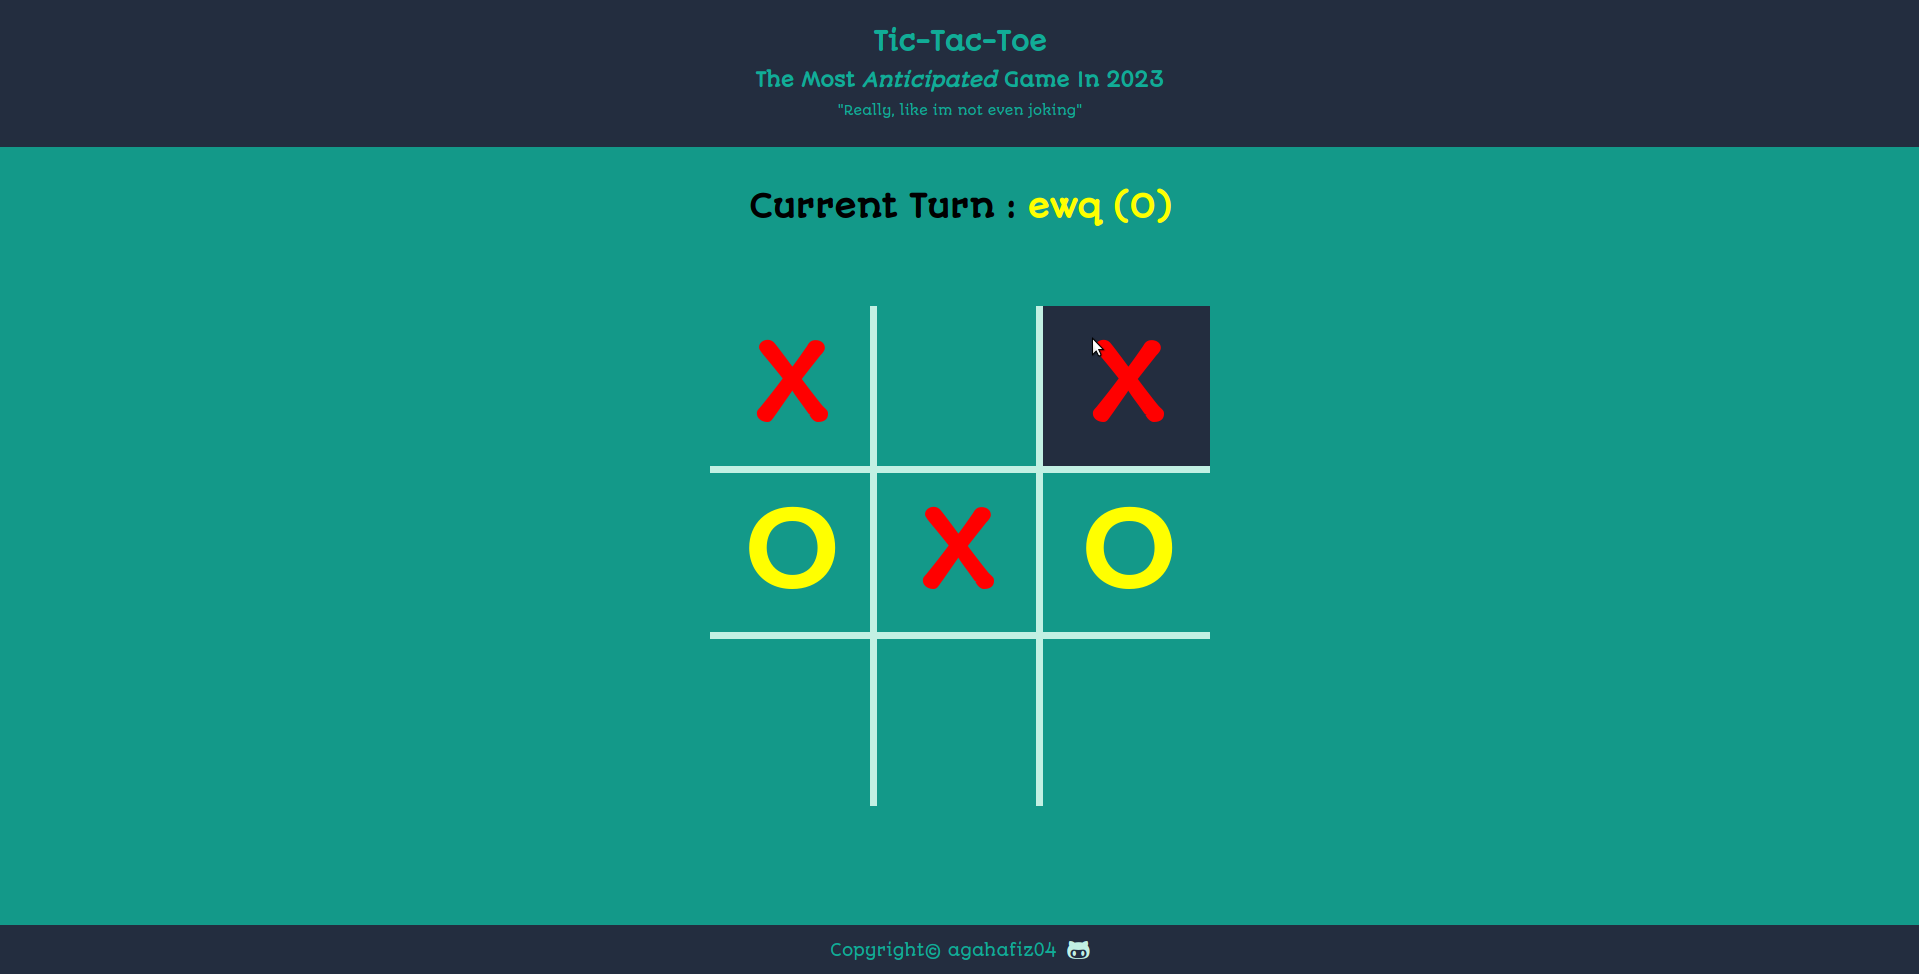 Tic-Tac-Toe
The Most Anticipated Game In 2023
"Really, like im not even joking"
Current Turn : ewq (O)
X X
O X O
Copyright© agahafiz04